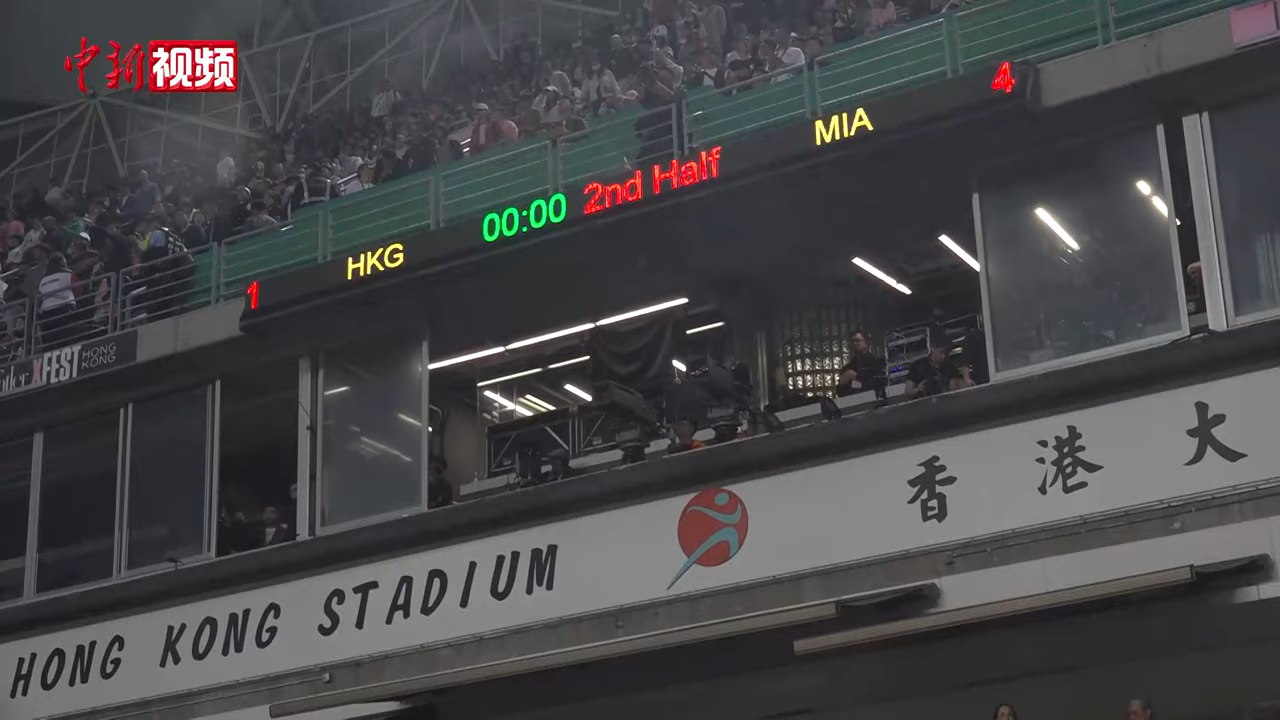 中新视频
4
MIA
2nd Half
00:00
HKG
1
XFEST HONG KONG
香港大
HONG KONG STADIUM